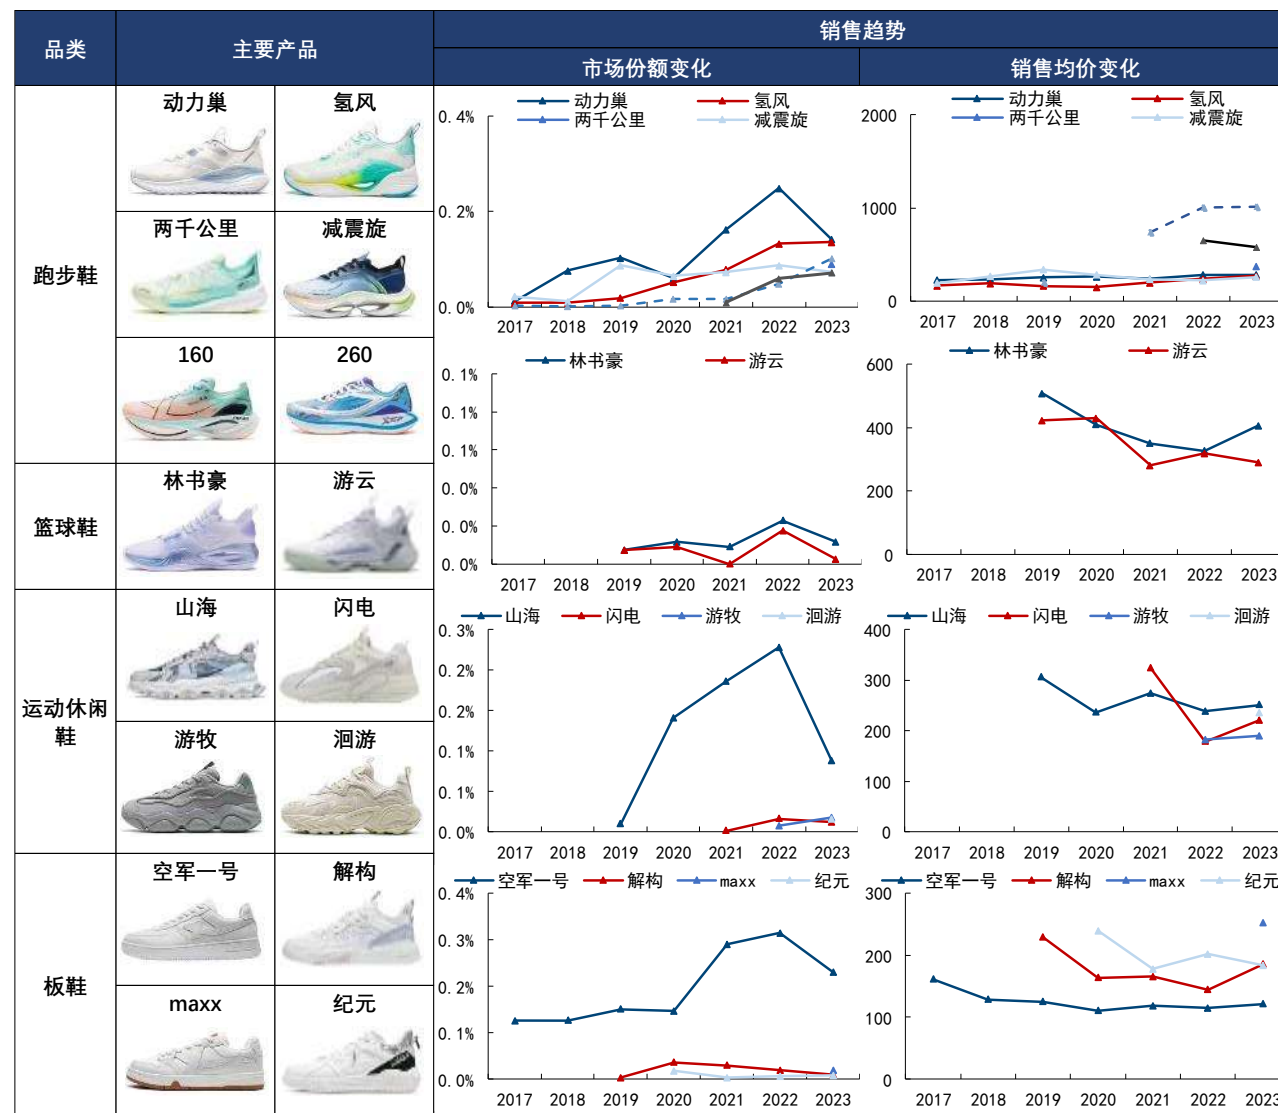 品类
主要产品
销售趋势
市场份额变化
销售均价变化
跑步鞋
动力巢
氢风
两千公里
减震旋
160
260
动力巢
氢风
两千公里
减震旋
0.4%
0.2%
0.0%
2017 2018 2019 2020 2021 2022 2023
动力巢
氢风
两千公里
减震旋
2000
1000
0
2017 2018 2019 2020 2021 2022 2023
篮球鞋
林书豪
游云
林书豪
游云
0.1%
0.1%
0.1%
0.0%
0.0%
0.0%
2017 2018 2019 2020 2021 2022 2023
林书豪
游云
600
400
200
0
2017 2018 2019 2020 2021 2022 2023
运动休闲
鞋
山海
闪电
游牧
洄游
山海
闪电
游牧
洄游
0.3%
0.2%
0.2%
0.1%
0.1%
0.0%
2017 2018 2019 2020 2021 2022 2023
山海
闪电
游牧
洄游
400
300
200
100
0
2017 2018 2019 2020 2021 2022 2023
板鞋
空军一号
解构
maxx
纪元
空军一号
解构
maxx
纪元
0.4%
0.3%
0.2%
0.1%
0.0%
2017 2018 2019 2020 2021 2022 2023
空军一号
解构
maxx
纪元
300
200
100
0
2017 2018 2019 2020 2021 2022 2023